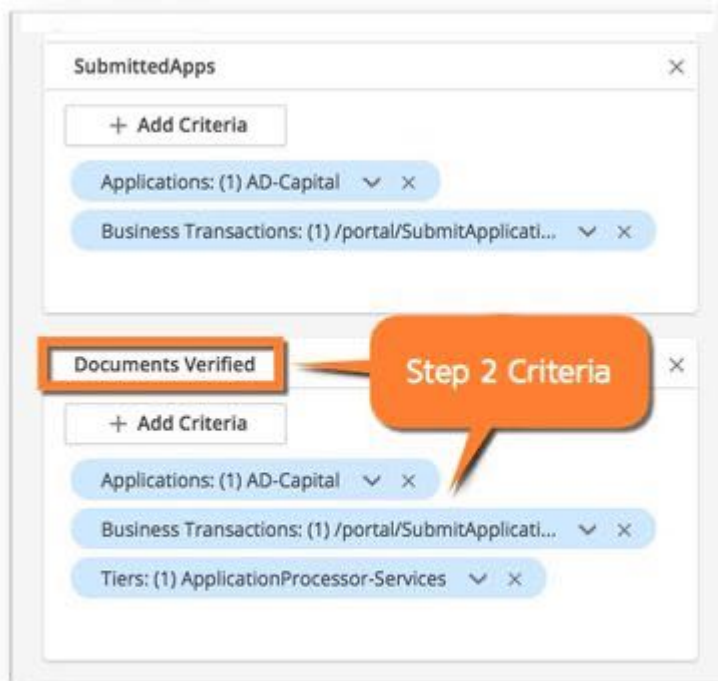 SubmittedApps
+ Add Criteria
Applications: (1) AD-Capital
Business Transactions: (1) /portal/SubmitApplicati...
Documents Verified
Step 2 Criteria
+ Add Criteria
Applications: (1) AD-Capital
Business Transactions: (1) /portal/SubmitApplicati...
Tiers: (1) ApplicationProcessor-Services